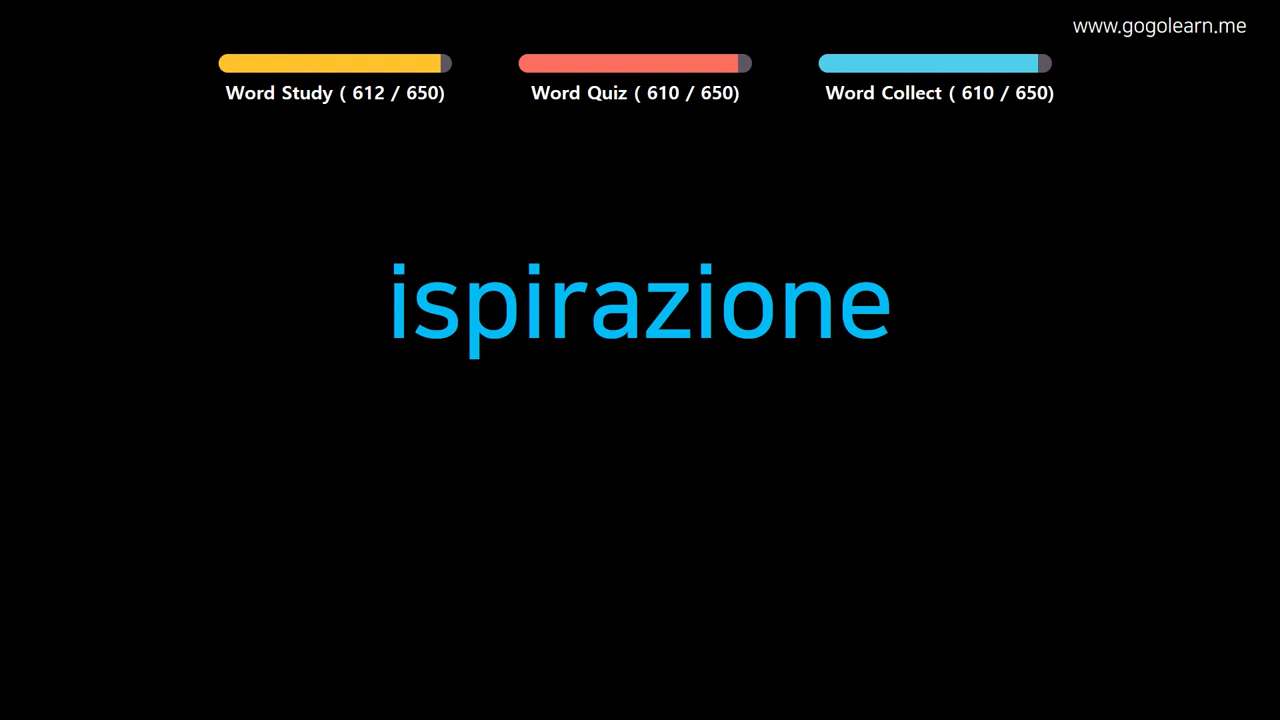 www.gogolearn.me
Word Study ( 612 / 650)
Word Quiz ( 610 / 650)
Word Collect ( 610 / 650)
ispirazione